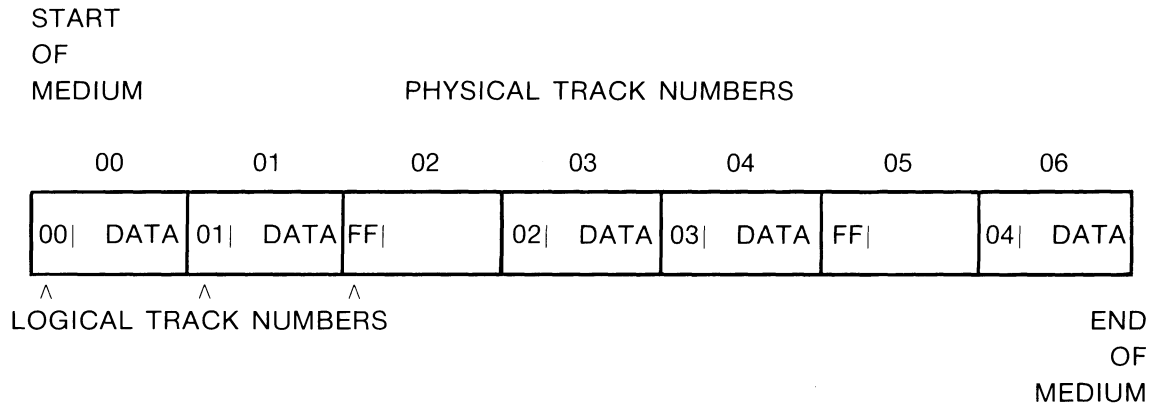 START
OF
MEDIUM PHYSICAL TRACK NUMBERS
00 01 02 03 04 05 06
00| DATA 01| DATA FF| 02| DATA 03| DATA FF| 04| DATA
^ ^ ^
LOGICAL TRACK NUMBERS END
OF
MEDIUM